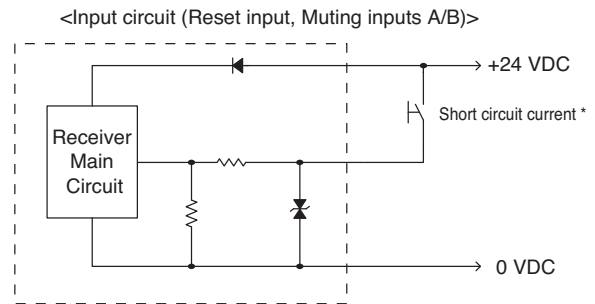 <Input circuit (Reset input, Muting inputs A/B)>
+24 VDC
Short circuit current *
Receiver
Main
Circuit
0 VDC